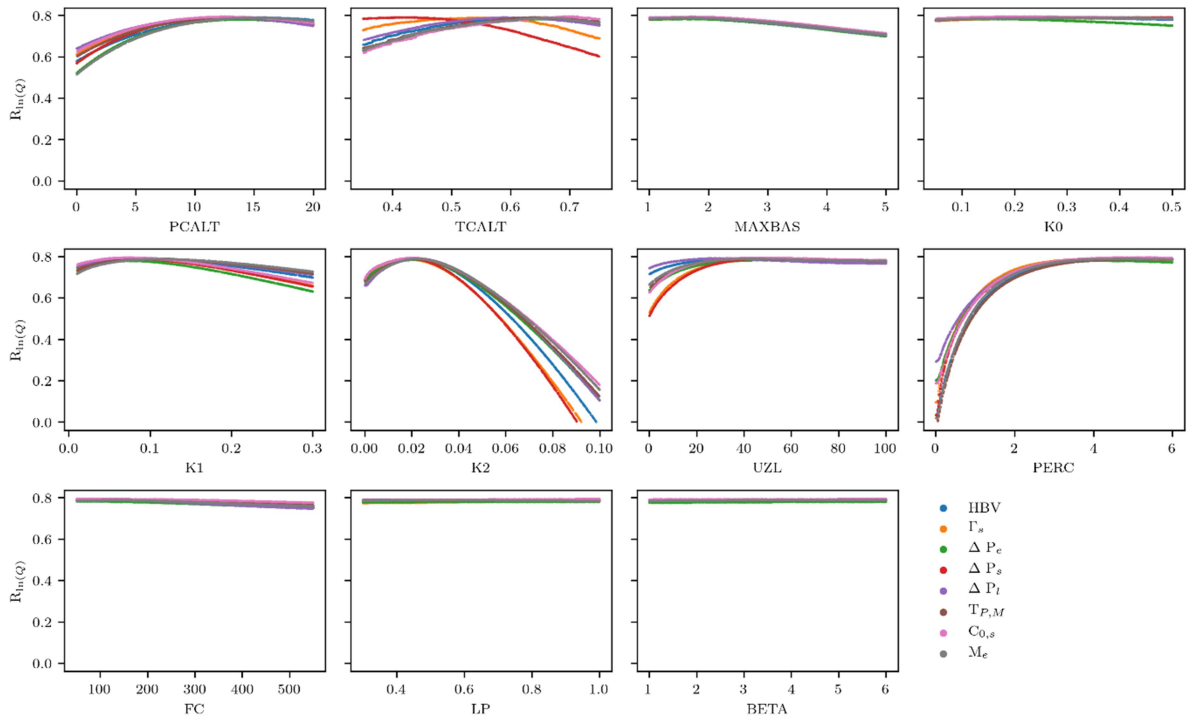 R_ln(Q)
0.8
0.6
0.4
0.2
0.0
0 5 10 15 20
PCALT
0.4 0.5 0.6 0.7
TCALT
1 2 3 4 5
MAXBAS
0.1 0.2 0.3 0.4 0.5
K0
R_ln(Q)
0.8
0.6
0.4
0.2
0.0
0.0 0.1 0.2 0.3
K1
0.00 0.02 0.04 0.06 0.08 0.10
K2
0 20 40 60 80 100
UZL
0 2 4 6
PERC
R_ln(Q)
0.8
0.6
0.4
0.2
0.0
100 200 300 400 500
FC
0.4 0.6 0.8 1.0
LP
1 2 3 4 5 6
BETA
HBV
Γ_s
Δ P_e
Δ P_s
Δ P_l
T_P,M
C_0,s
M_e